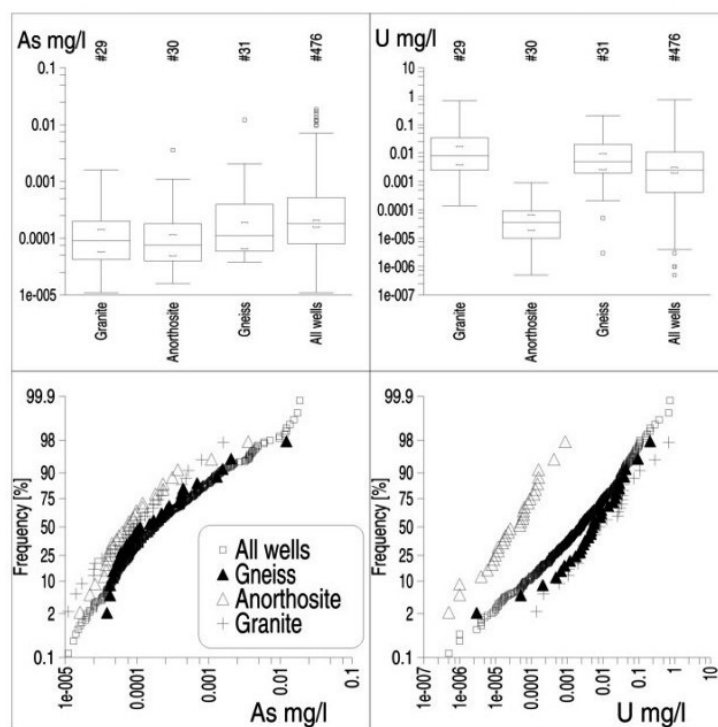 As mg/l
#29
#30
#31
#476
0.1
0.01
0.001
0.0001
1e-005
Granite
Anorthosite
Gneiss
All wells
U mg/l
#29
#30
#31
#476
10
1
0.1
0.01
0.001
0.0001
1e-005
1e-006
1e-007
Granite
Anorthosite
Gneiss
All wells
Frequency [%]
99.9
98
90
75
50
25
10
2
0.1
1e-005
0.0001
0.001
0.01
0.1
As mg/l
All wells
Gneiss
Anorthosite
Granite
Frequency [%]
99.9
98
90
75
50
25
10
2
0.1
1e-007
1e-006
1e-005
0.0001
0.001
0.01
0.1
1
10
U mg/l